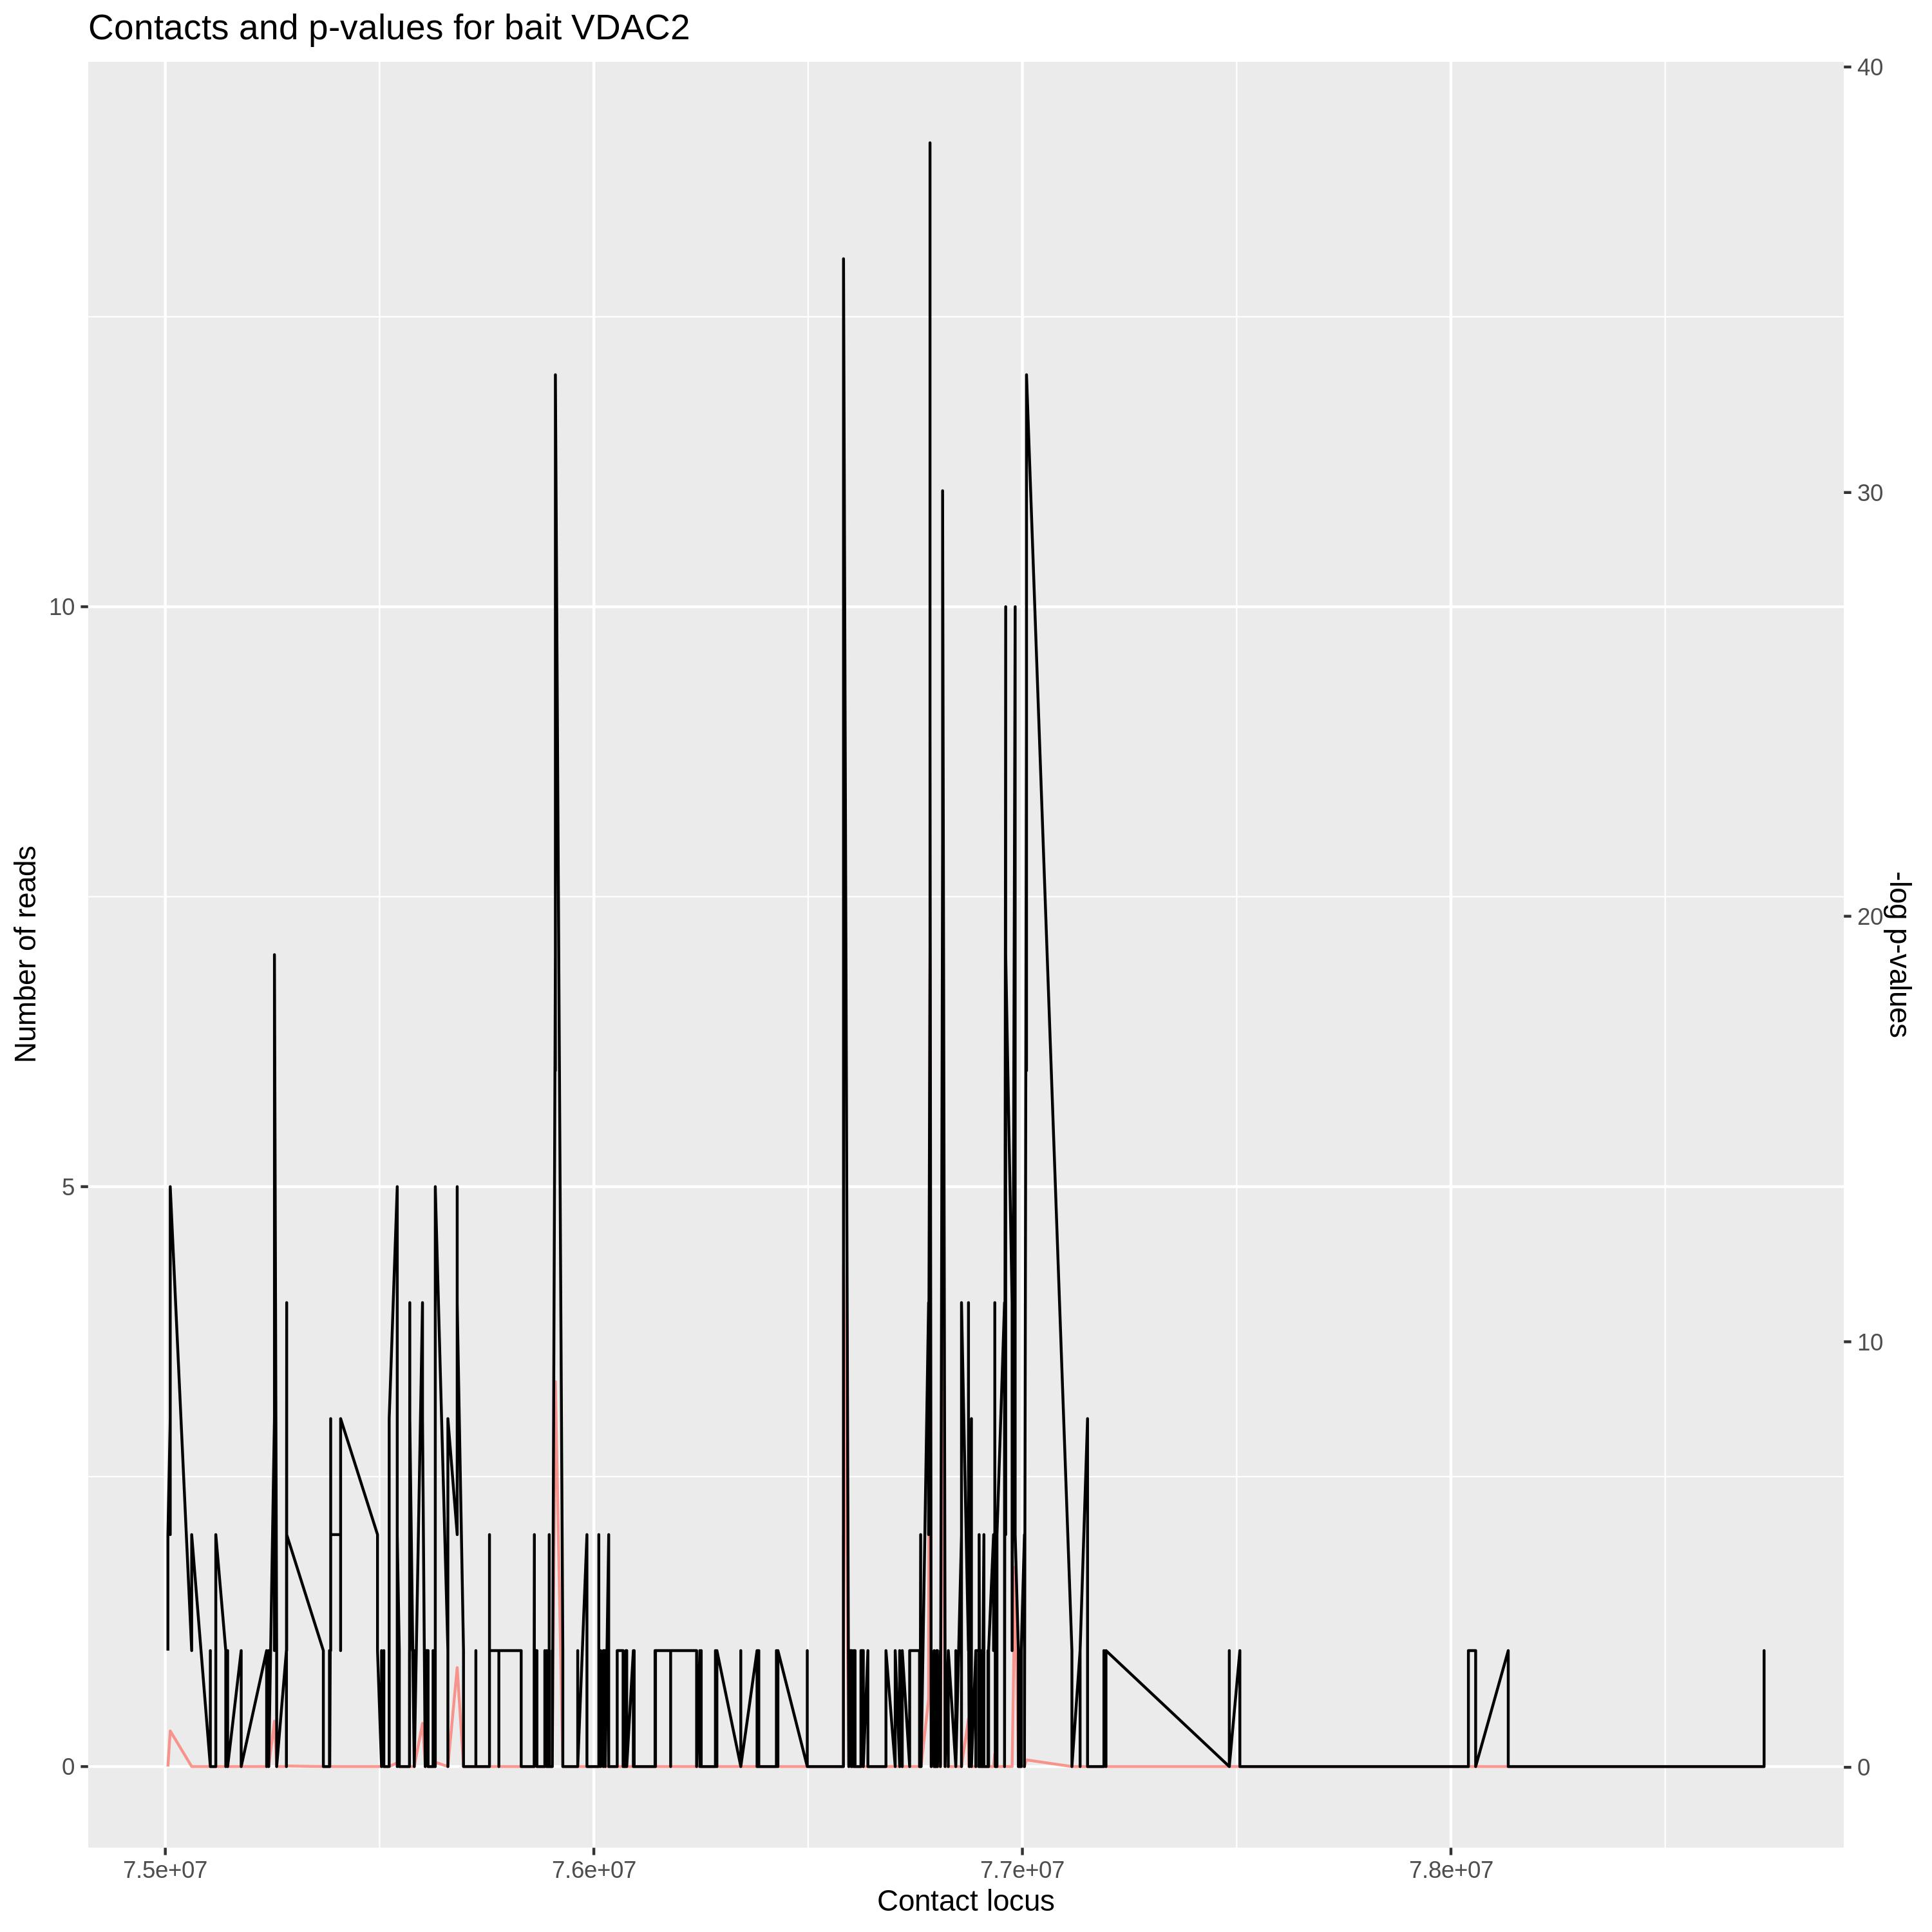 Contacts and p-values for bait VDAC2
40
30
10
Number of reads
20
-log p-values
5
10
0
0
7.5e+07
7.6e+07
7.7e+07
7.8e+07
Contact locus